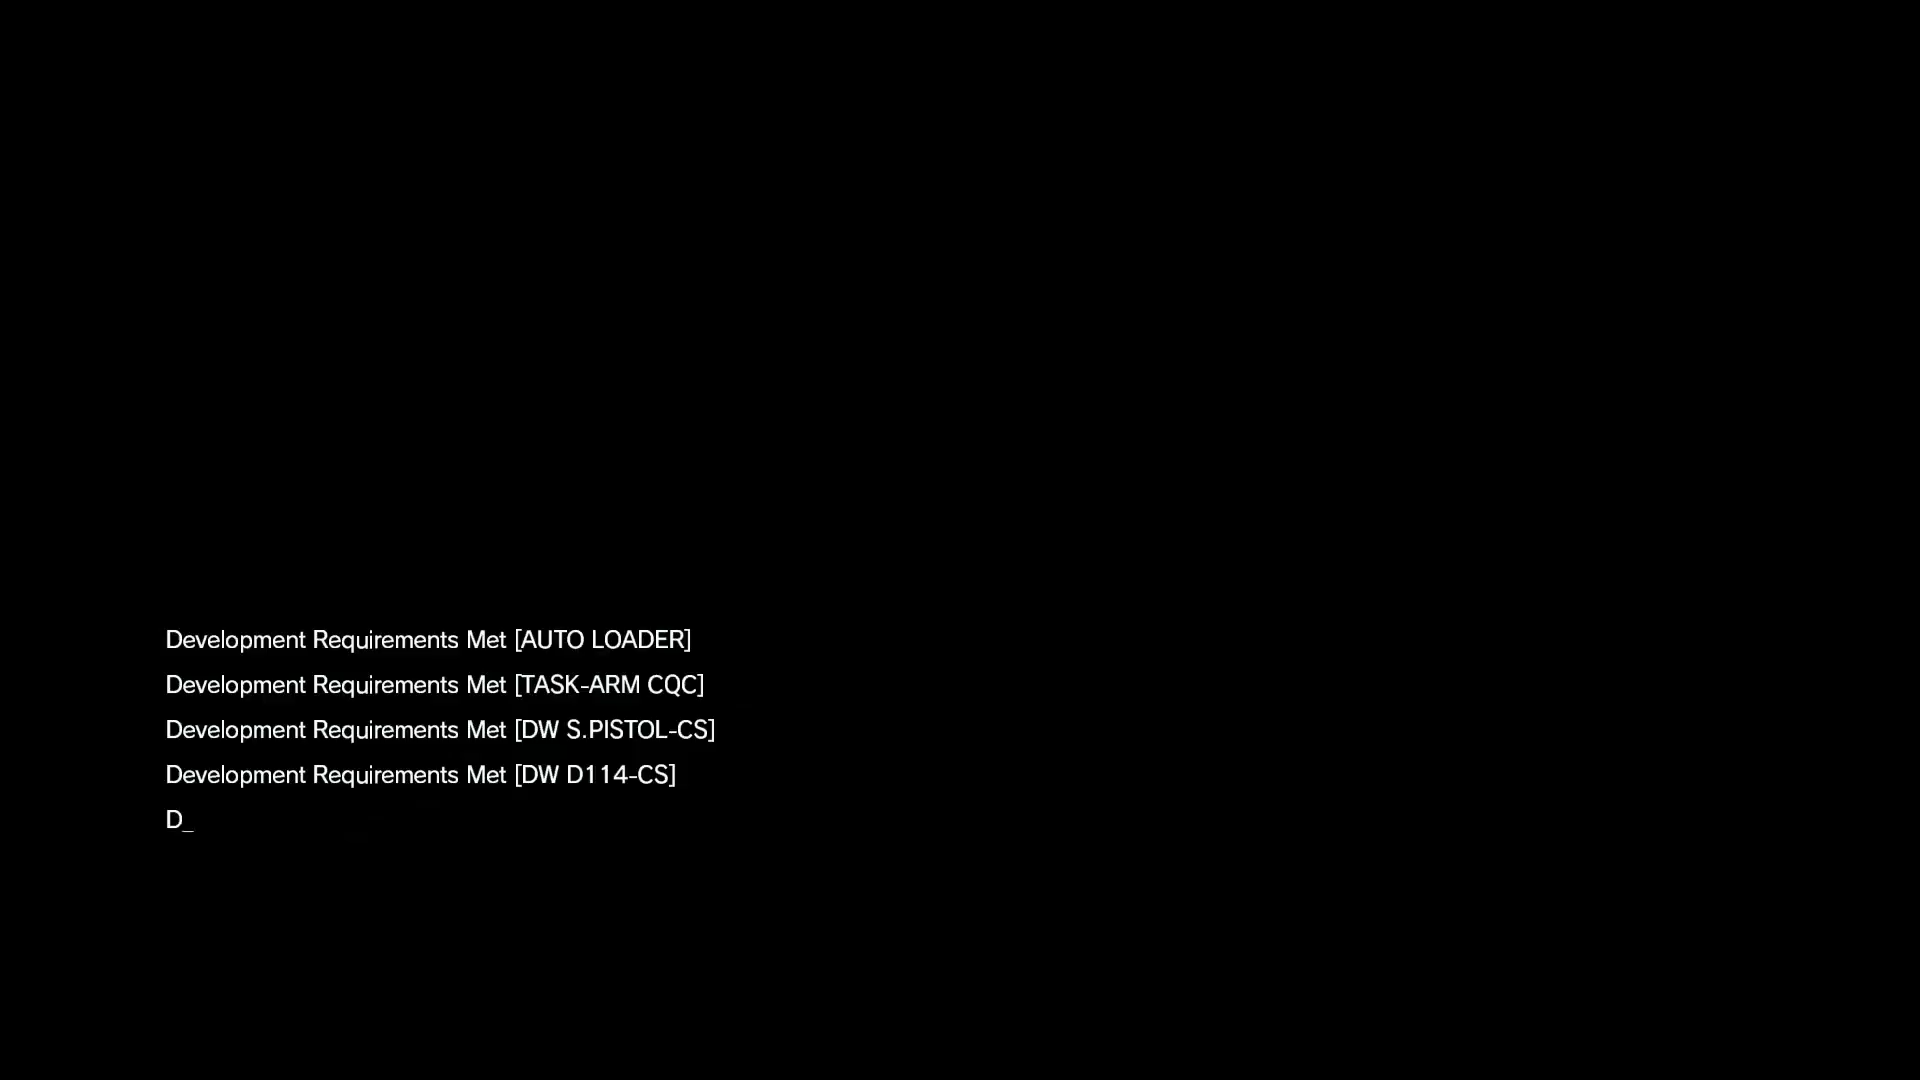 Development Requirements Met [AUTO LOADER]
Development Requirements Met [TASK-ARM CQC]
Development Requirements Met [DW S.PISTOL-CS]
Development Requirements Met [DW D114-CS]
D_